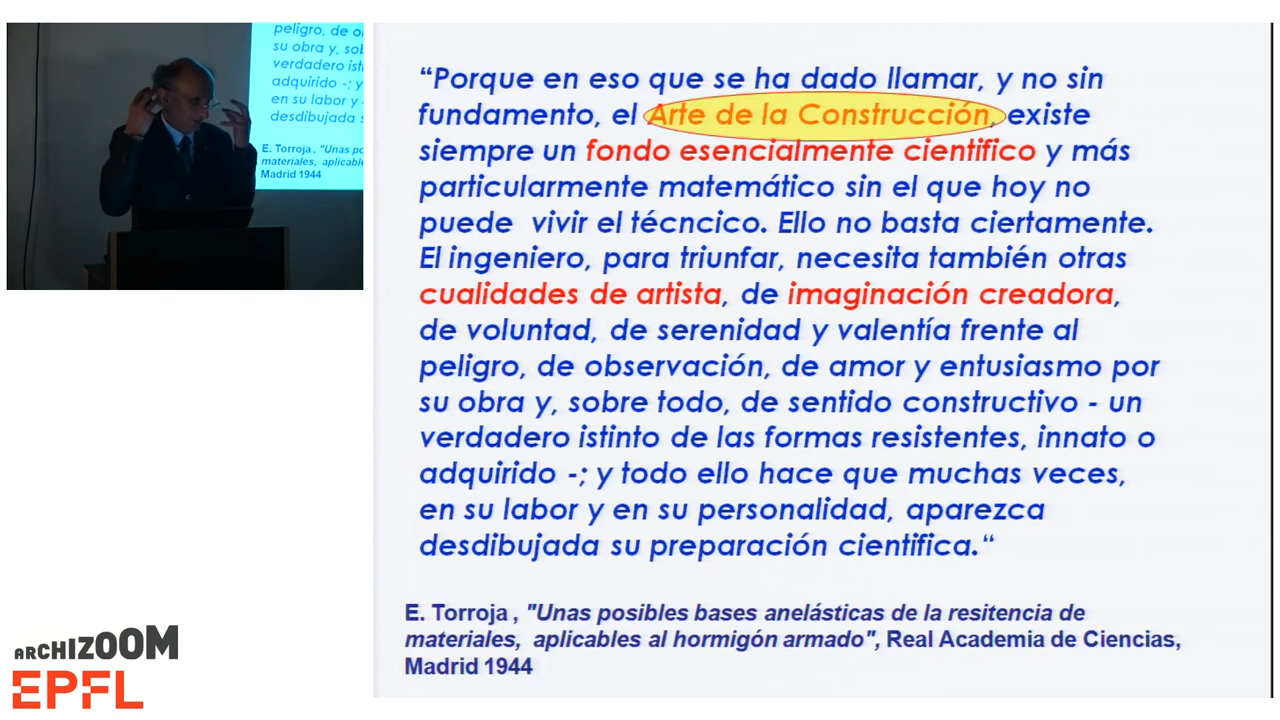 peligro, de o
su obra y, sob
verdadero isti
adquirido -; y
en su labor y
desdibujada s
E. Torroja , "Unas po
materiales, aplicable
Madrid 1944
“Porque en eso que se ha dado llamar, y no sin
fundamento, el Arte de la Construcción, existe
siempre un fondo esencialmente cientifico y más
particularmente matemático sin el que hoy no
puede vivir el técncico. Ello no basta ciertamente.
El ingeniero, para triunfar, necesita también otras
cualidades de artista, de imaginación creadora,
de voluntad, de serenidad y valentía frente al
peligro, de observación, de amor y entusiasmo por
su obra y, sobre todo, de sentido constructivo - un
verdadero istinto de las formas resistentes, innato o
adquirido -; y todo ello hace que muchas veces,
en su labor y en su personalidad, aparezca
desdibujada su preparación cientifica.“
E. Torroja , "Unas posibles bases anelásticas de la resitencia de
materiales, aplicables al hormigón armado", Real Academia de Ciencias,
Madrid 1944
ARCHIZOOM
EPFL